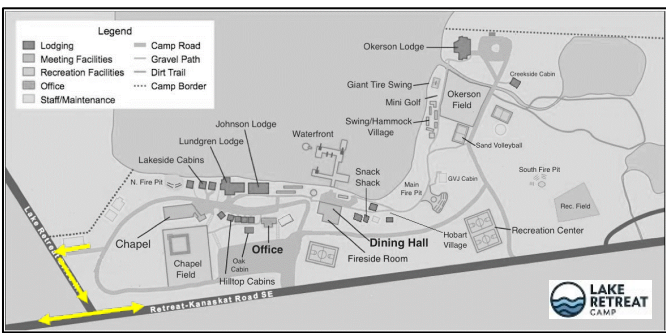 Legend
Lodging
Meeting Facilities
Recreation Facilities
Office
Staff/Maintenance
Camp Road
Gravel Path
Dirt Trail
Camp Border
Okerson Lodge
Creekside Cabin
Giant Tire Swing
Mini Golf
Okerson
Field
Swing/Hammock
Village
Johnson Lodge
Waterfront
Lundgren Lodge
Sand Volleyball
Lakeside Cabins
Snack
Shack
N. Fire Pit
Main
Fire Pit
GVJ Cabin
South Fire Pit
Rec. Field
Chapel
Chapel
Field
Office
Oak
Cabin
Hilltop Cabins
Dining Hall
Fireside Room
Hobart
Village
Recreation Center
Lake Retreat
Retreat-Kanaskat Road SE
LAKE
RETREAT
CAMP